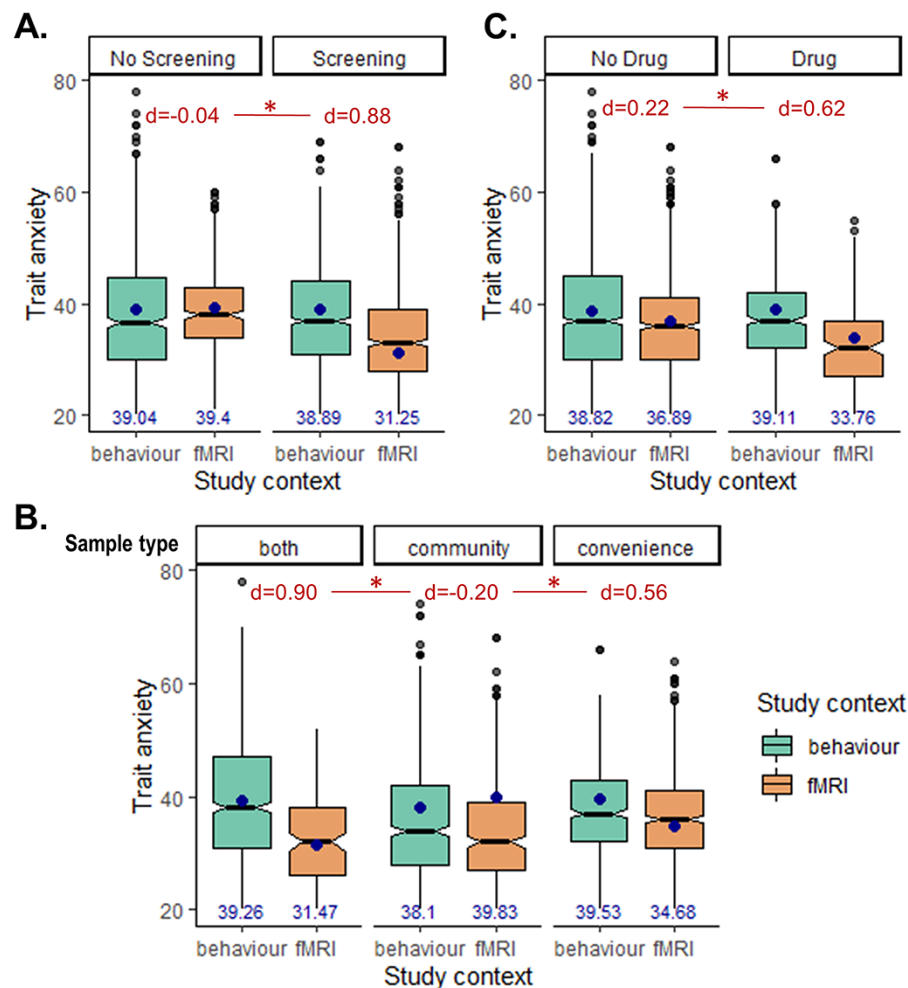 A.
No Screening
Screening
80
60
40
20
Trait anxiety
d=-0.04
*
d=0.88
39.04
39.4
38.89
31.25
behaviour fMRI
behaviour fMRI
Study context
C.
No Drug
Drug
80
60
40
20
Trait anxiety
d=0.22
*
d=0.62
38.82
36.89
39.11
33.76
behaviour fMRI
behaviour fMRI
Study context
B.
Sample type
both
community
convenience
80
60
40
20
Trait anxiety
d=0.90
*
d=-0.20
*
d=0.56
39.26
31.47
38.1
39.83
39.53
34.68
behaviour fMRI
behaviour fMRI
behaviour fMRI
Study context
Study context
behaviour
fMRI